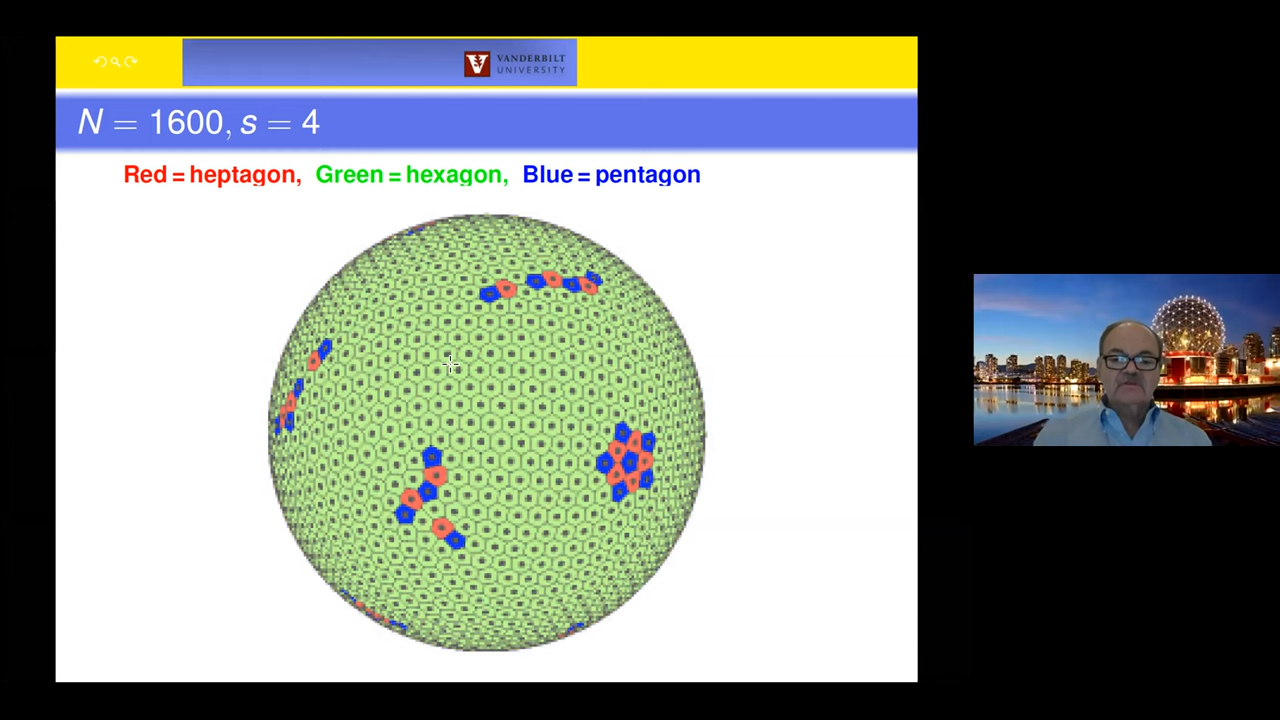 VANDERBILT
UNIVERSITY
N = 1600, s = 4
Red = heptagon, Green = hexagon, Blue = pentagon